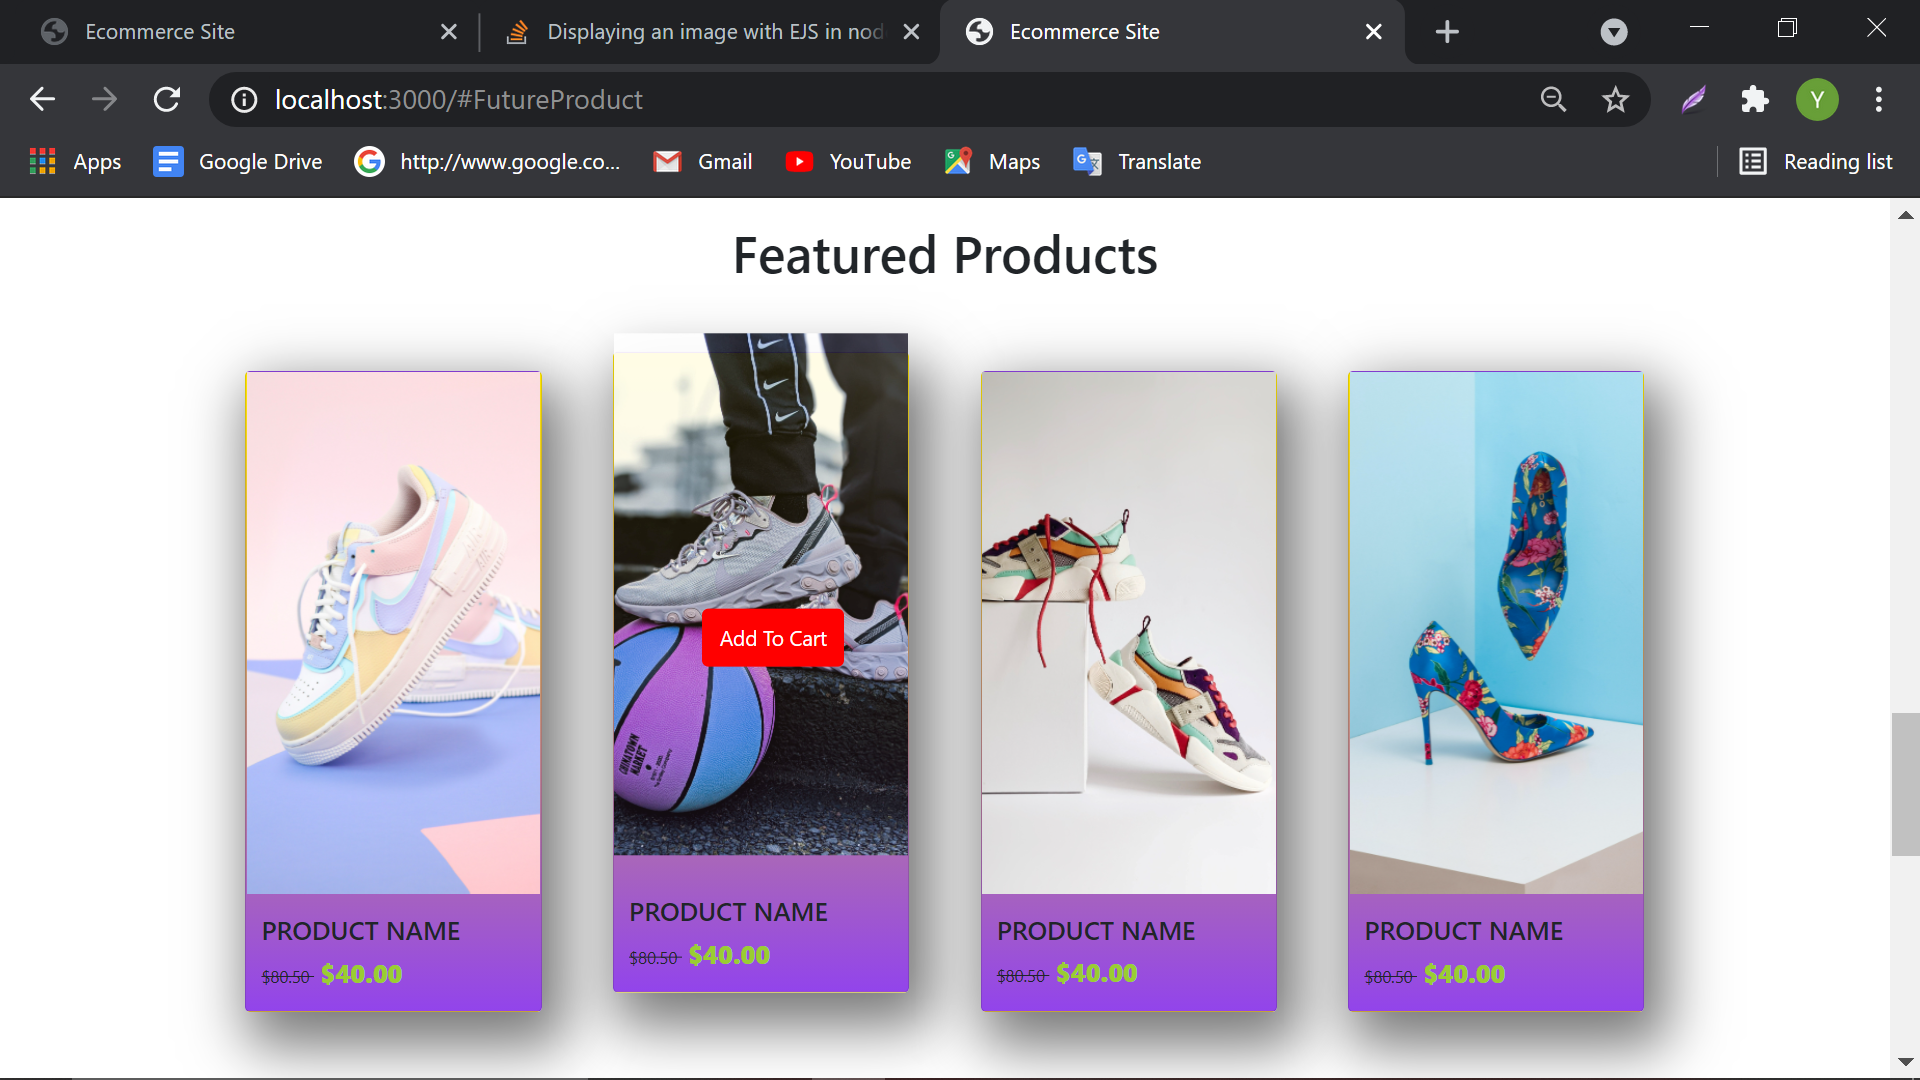 Ecommerce Site
Displaying an image with EJS in nod
Ecommerce Site
localhost:3000/#FutureProduct
Y
Apps
Google Drive
http://www.google.co...
Gmail
YouTube
Maps
Translate
Reading list
Featured Products
Add To Cart
CHINATOWN
MARKET
PRODUCT NAME
$80.50 $40.00
PRODUCT NAME
$80.50 $40.00
PRODUCT NAME
$80.50 $40.00
PRODUCT NAME
$80.50 $40.00